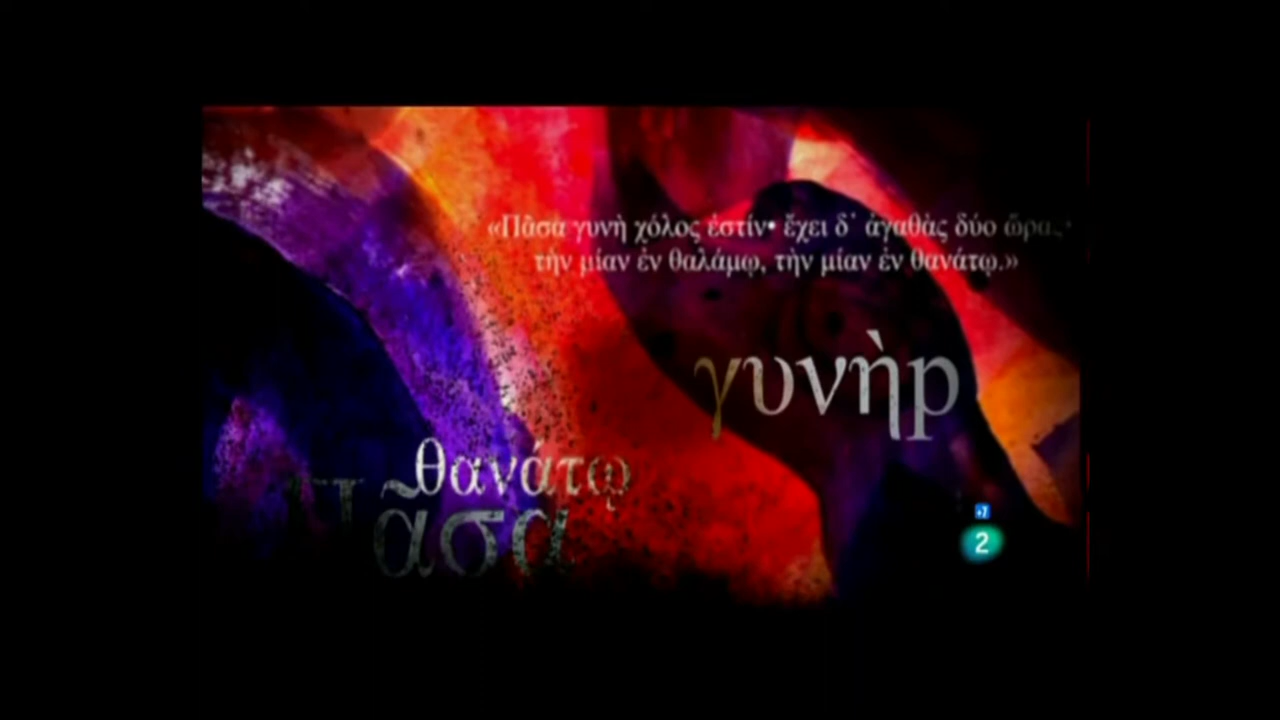 «Πᾶσα γυνὴ χόλος ἐστίν• ἔχει δ᾽ ἀγαθὰς δύο ὥρας·
τὴν μίαν ἐν θαλάμῳ, τὴν μίαν ἐν θανάτῳ.»
γυνὴρ
θανάτῳ
Πᾶσα
+7
2